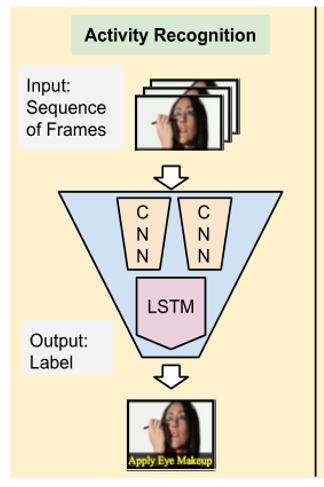 Activity Recognition
Input:
Sequence
of Frames
C
N
N
C
N
N
LSTM
Output:
Label
Apply Eye Makeup